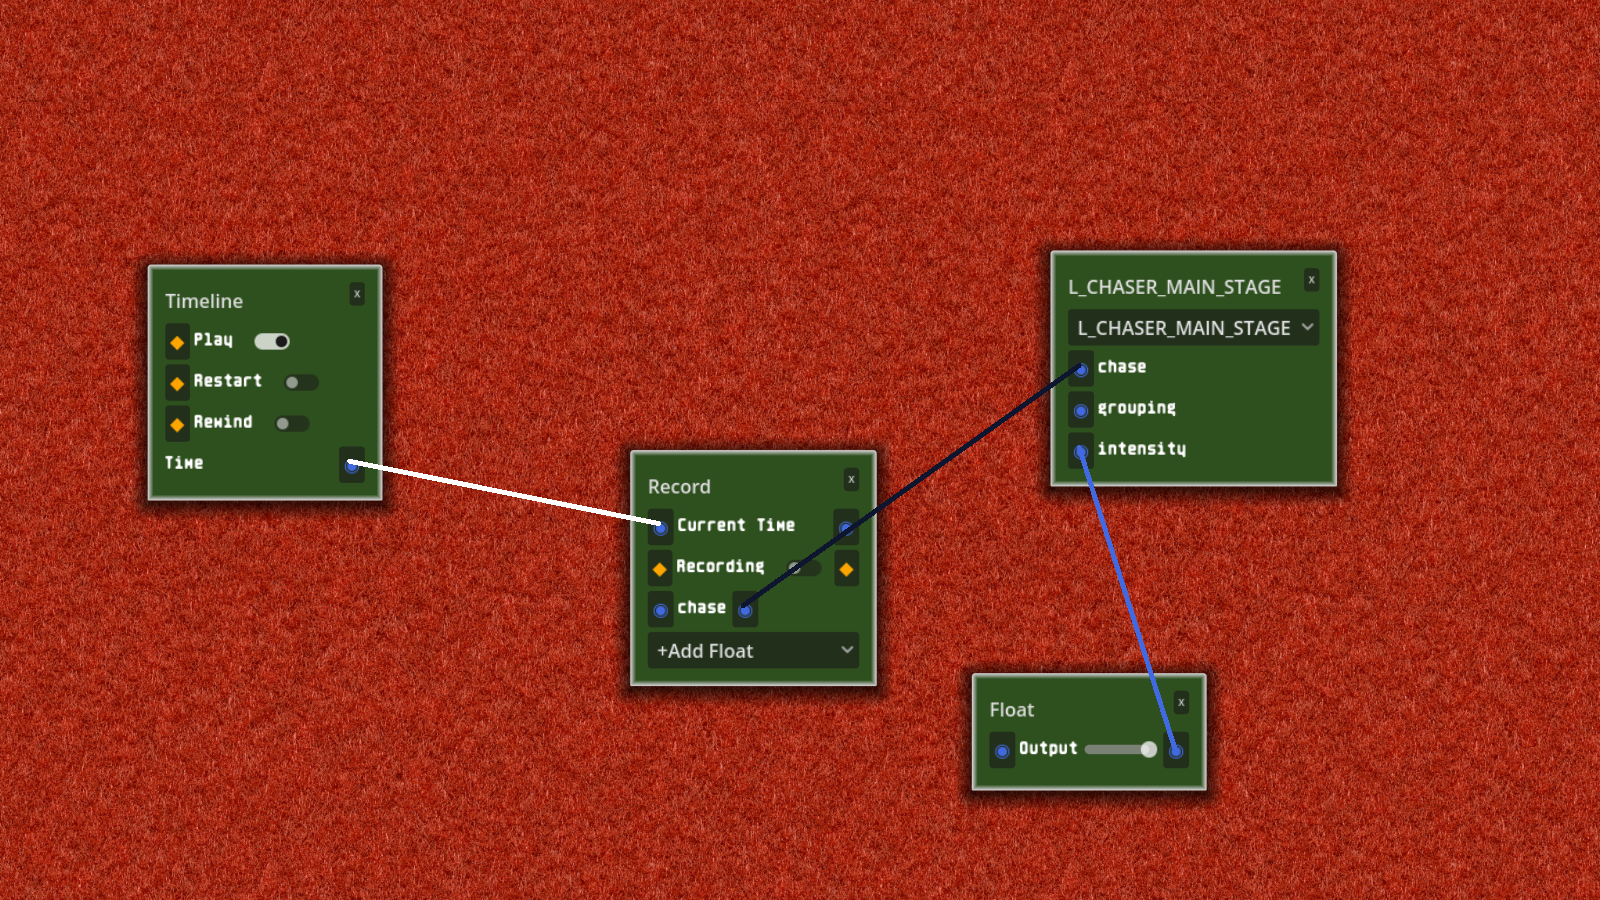 Timeline
x
Play
Restart
Rewind
Time
Record
x
Current Time
Recording
chase
+Add Float
L_CHASER_MAIN_STAGE
x
L_CHASER_MAIN_STAGE
chase
grouping
intensity
Float
x
Output